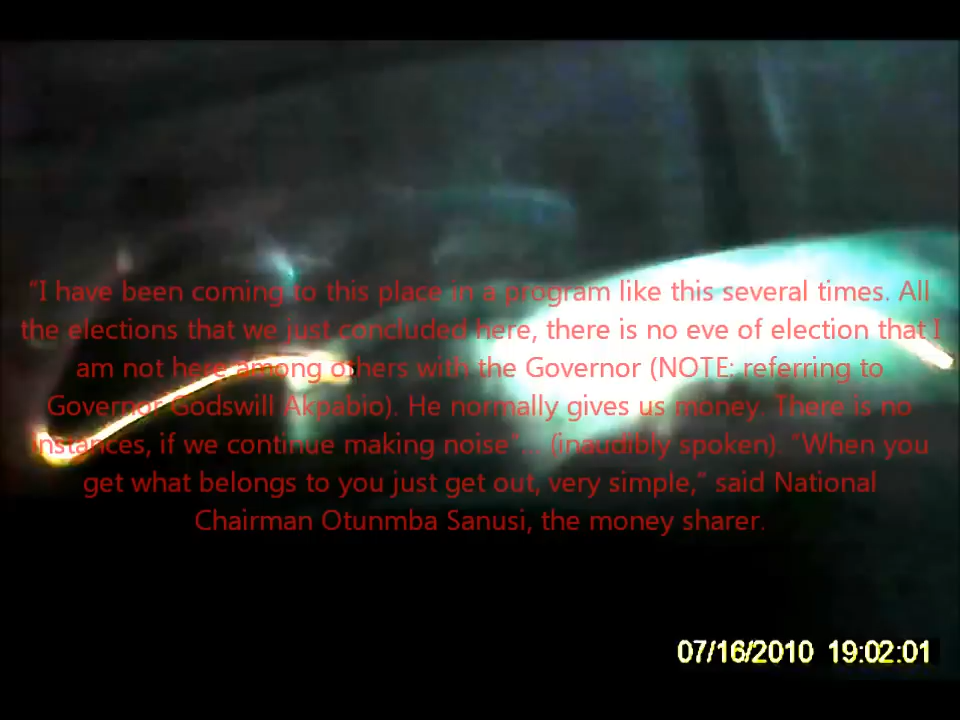 “I have been coming to this place in a program like this several times. All
the elections that we just concluded here, there is no eve of election that I
am not here among others with the Governor (NOTE: referring to
Governor Godswill Akpabio). He normally gives us money. There is no
instances, if we continue making noise”... (inaudibly spoken). “When you
get what belongs to you just get out, very simple,” said National
Chairman Otunmba Sanusi, the money sharer.
07/16/2010 19:02:01